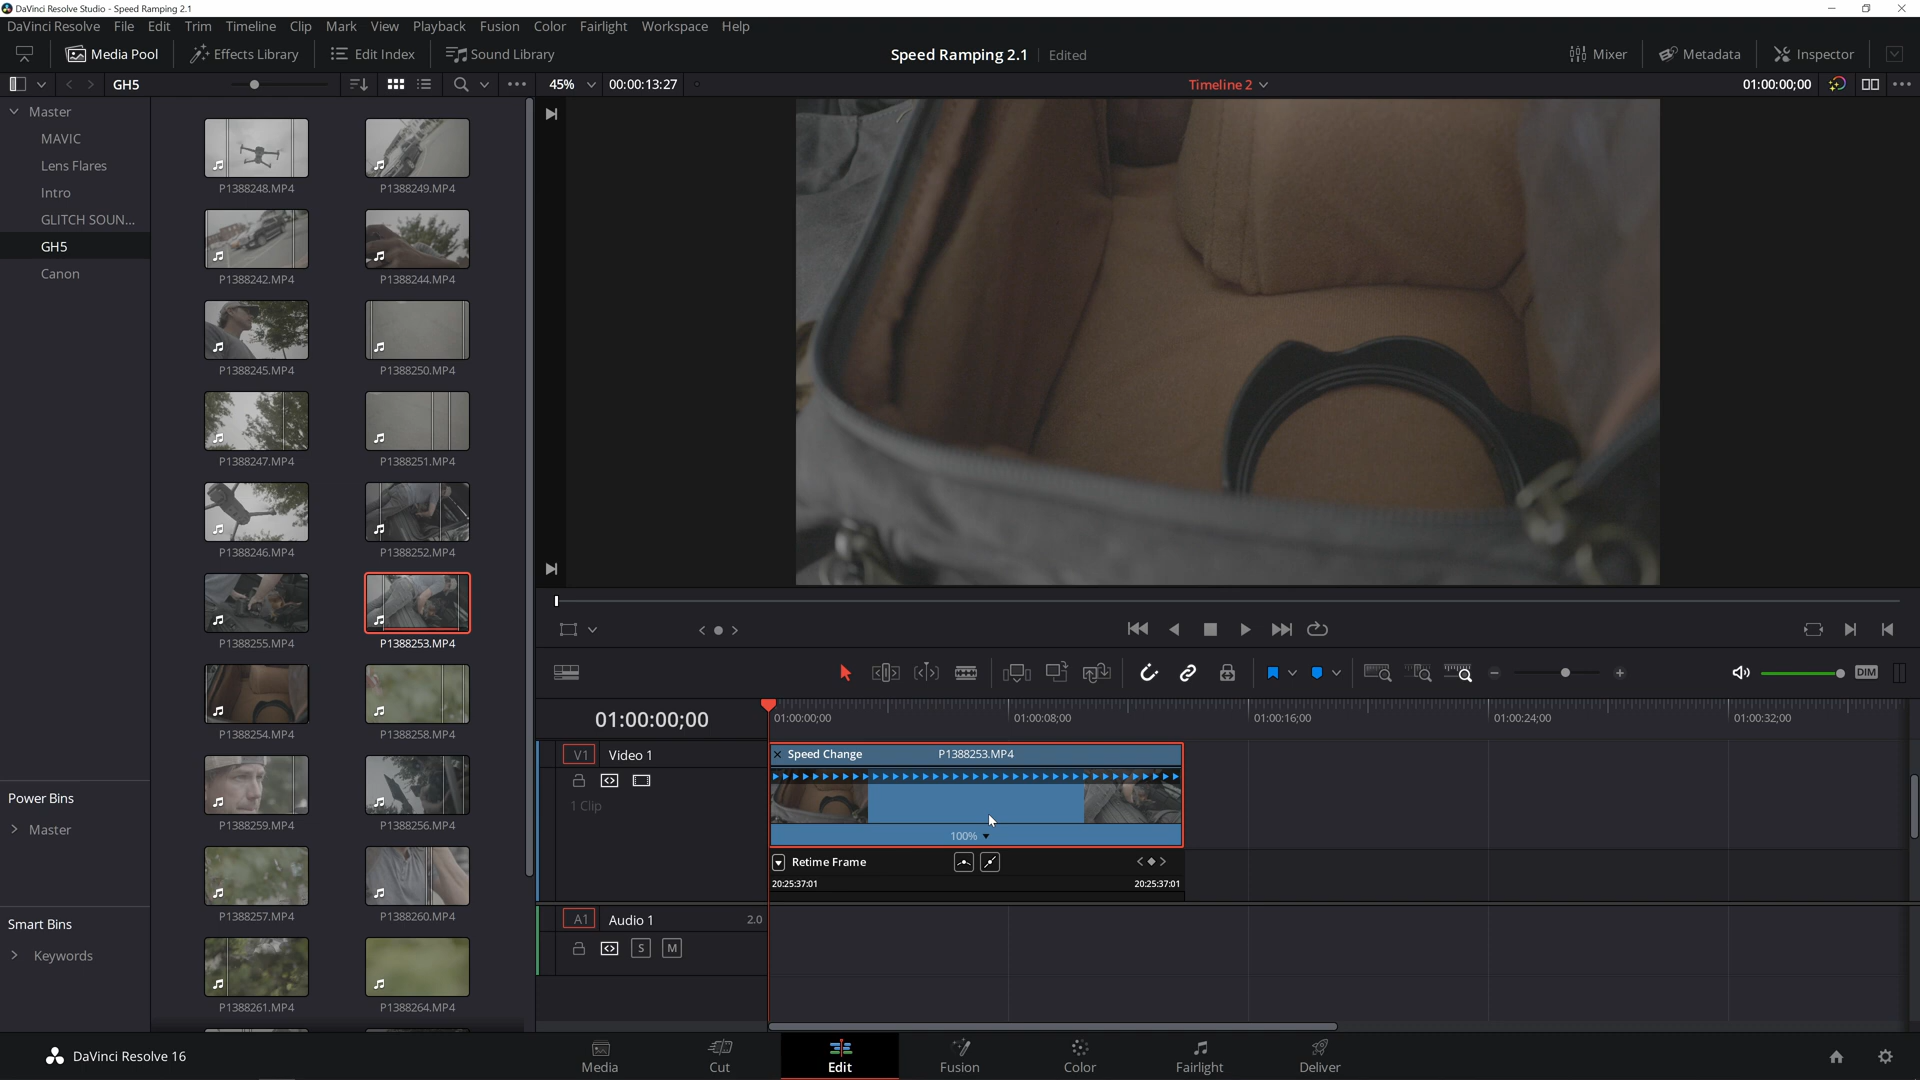 DaVinci Resolve Studio - Speed Ramping 2.1
DaVinci Resolve File Edit Trim Timeline Clip Mark View Playback Fusion Color Fairlight Workspace Help
Media Pool Effects Library Edit Index Sound Library Speed Ramping 2.1 Edited Mixer Metadata Inspector
GH5 45% 00:00:13:27 Timeline 2 01:00:00;00
Master
MAVIC
Lens Flares
Intro
GLITCH SOUN...
GH5
Canon
P1388248.MP4 P1388249.MP4
P1388242.MP4 P1388244.MP4
P1388245.MP4 P1388250.MP4
P1388247.MP4 P1388251.MP4
P1388246.MP4 P1388252.MP4
P1388255.MP4 P1388253.MP4
P1388254.MP4 P1388258.MP4
P1388259.MP4 P1388256.MP4
P1388257.MP4 P1388260.MP4
P1388261.MP4 P1388264.MP4
Power Bins
Master
Smart Bins
Keywords
DIM
01:00:00;00 01:00:00;00 01:00:08;00 01:00:16;00 01:00:24;00 01:00:32;00
V1 Video 1
1 Clip
Speed Change P1388253.MP4
100%
Retime Frame
20:25:37:01 20:25:37:01
A1 Audio 1 2.0
S M
DaVinci Resolve 16
Media Cut Edit Fusion Color Fairlight Deliver